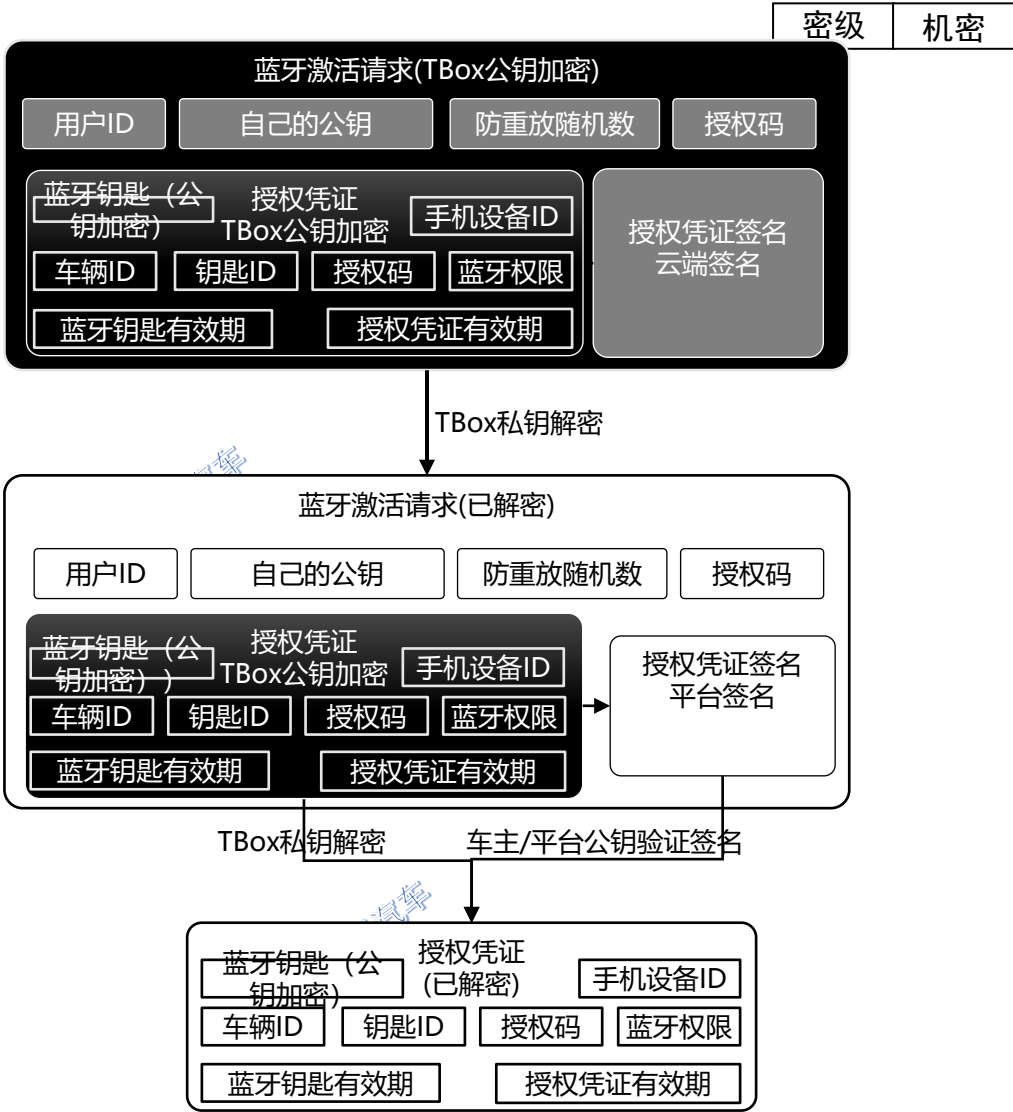 密级 机密
蓝牙激活请求(TBox公钥加密)
用户ID 自己的公钥 防重放随机数 授权码
蓝牙钥匙（公
钥加密）
授权凭证
TBox公钥加密
手机设备ID
车辆ID 钥匙ID 授权码 蓝牙权限
蓝牙钥匙有效期 授权凭证有效期
授权凭证签名
云端签名
TBox私钥解密
汽车
蓝牙激活请求(已解密)
用户ID 自己的公钥 防重放随机数 授权码
蓝牙钥匙（公
钥加密））
授权凭证
TBox公钥加密
手机设备ID
车辆ID 钥匙ID 授权码 蓝牙权限
蓝牙钥匙有效期 授权凭证有效期
授权凭证签名
平台签名
TBox私钥解密 车主/平台公钥验证签名
汽车
蓝牙钥匙（公
钥加密）
授权凭证
(已解密)
手机设备ID
车辆ID 钥匙ID 授权码 蓝牙权限
蓝牙钥匙有效期 授权凭证有效期